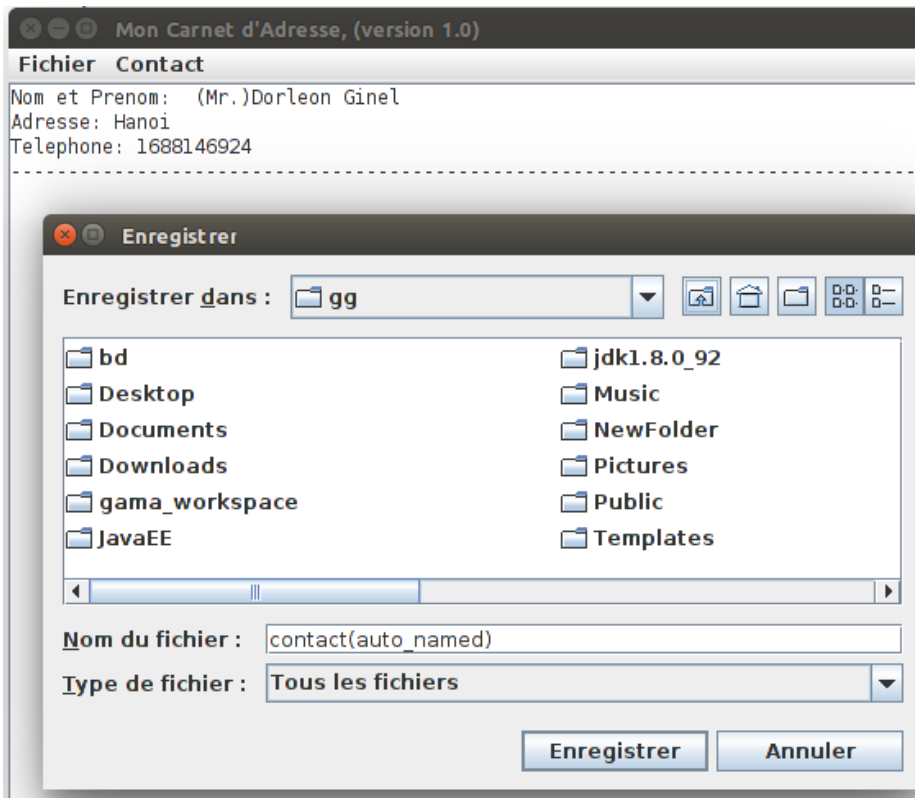 Mon Carnet d'Adresse, (version 1.0)
Fichier Contact
Nom et Prenom:  (Mr.)Dorleon Ginel
Adresse: Hanoi
Telephone: 1688146924
--------------------------------------------------------------------------------
Enregistrer
Enregistrer dans : gg
bd jdk1.8.0_92
Desktop Music
Documents NewFolder
Downloads Pictures
gama_workspace Public
JavaEE Templates
Nom du fichier : contact(auto_named)
Type de fichier : Tous les fichiers
Enregistrer Annuler